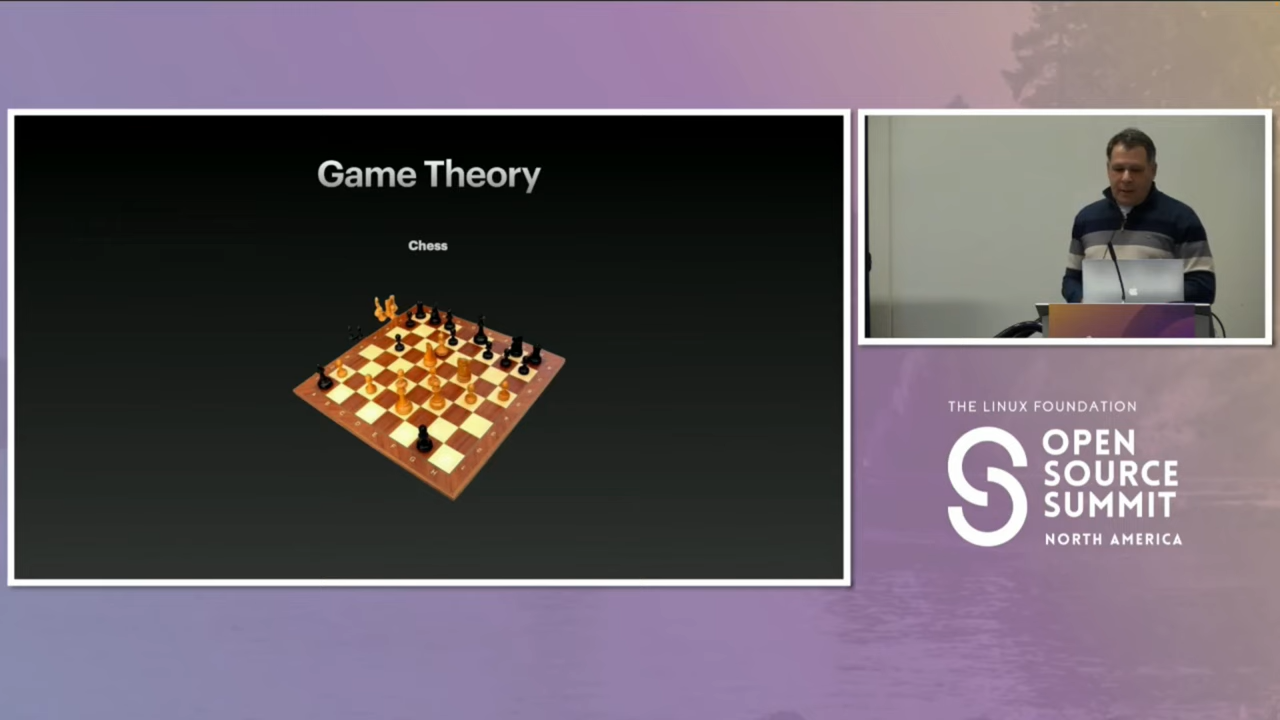 Game Theory
Chess
THE LINUX FOUNDATION
OPEN
SOURCE
SUMMIT
NORTH AMERICA